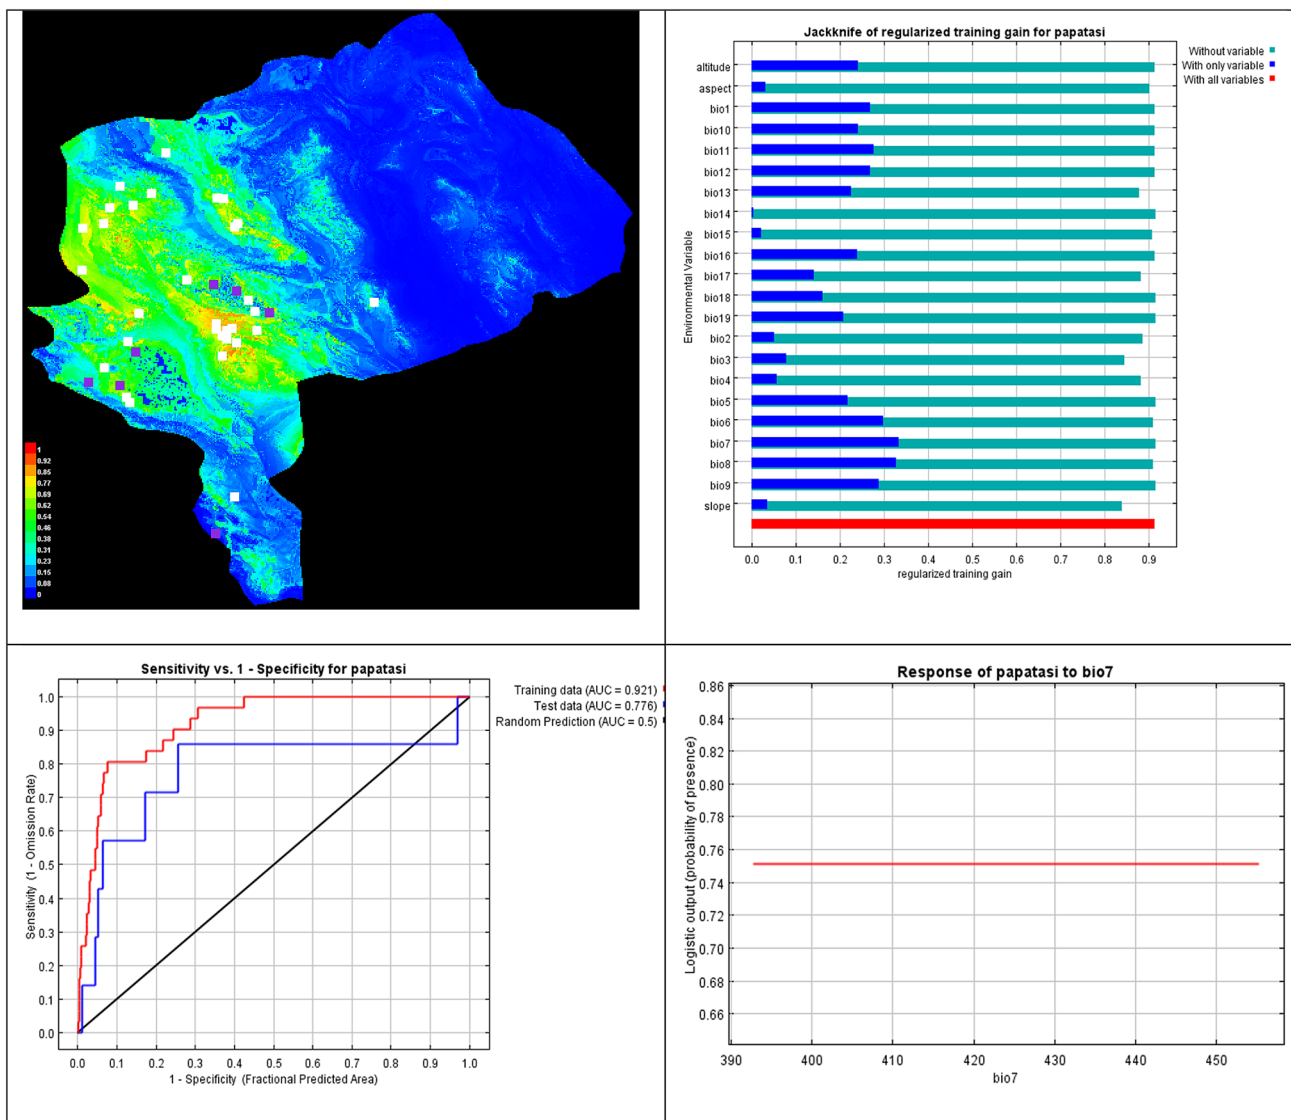 1
0.92
0.85
0.77
0.69
0.62
0.54
0.46
0.38
0.31
0.23
0.15
0.08
0
Jackknife of regularized training gain for papatasi
Without variable
With only variable
With all variables
Environmental Variable
altitude
aspect
bio1
bio10
bio11
bio12
bio13
bio14
bio15
bio16
bio17
bio18
bio19
bio2
bio3
bio4
bio5
bio6
bio7
bio8
bio9
slope
0.0 0.1 0.2 0.3 0.4 0.5 0.6 0.7 0.8 0.9
regularized training gain
Sensitivity vs. 1 - Specificity for papatasi
Training data (AUC = 0.921)
Test data (AUC = 0.776)
Random Prediction (AUC = 0.5)
Sensitivity (1 - Omission Rate)
1.0
0.9
0.8
0.7
0.6
0.5
0.4
0.3
0.2
0.1
0.0
0.0 0.1 0.2 0.3 0.4 0.5 0.6 0.7 0.8 0.9 1.0
1 - Specificity (Fractional Predicted Area)
Response of papatasi to bio7
Logistic output (probability of presence)
0.86
0.84
0.82
0.80
0.78
0.76
0.74
0.72
0.70
0.68
0.66
390 400 410 420 430 440 450
bio7